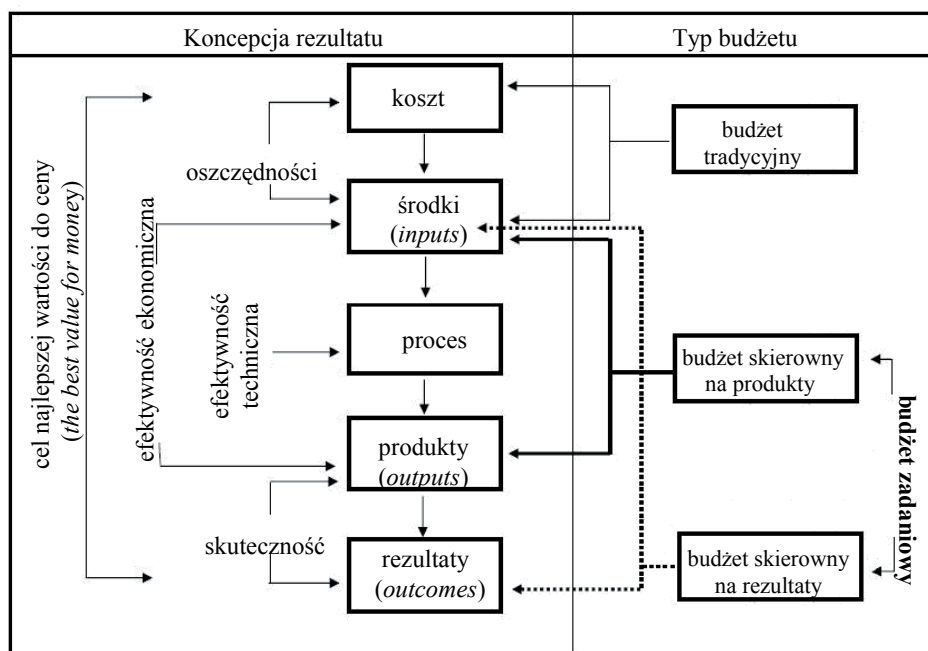 Koncepcja rezultatu
Typ budżetu
koszt
budżet
tradycyjny
oszczędności
środki
(inputs)
cel najlepszej wartości do ceny
(the best value for money)
efektywność ekonomiczna
efektywność
techniczna
proces
budżet skierowny
na produkty
produkty
(outputs)
budżet zadaniowy
skuteczność
rezultaty
(outcomes)
budżet skierowny
na rezultaty